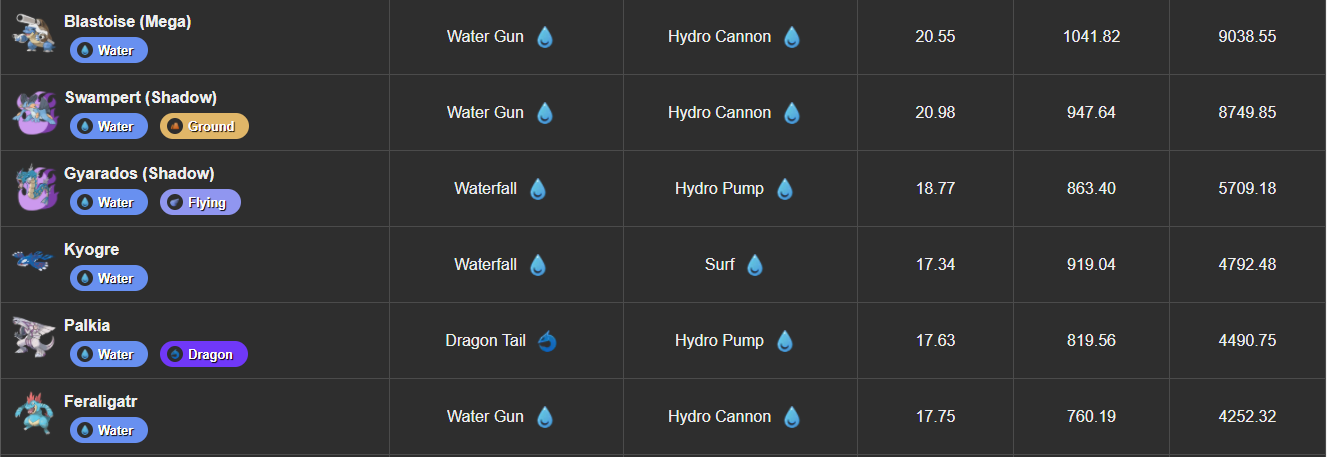 Blastoise (Mega)
Water
Water Gun Hydro Cannon 20.55 1041.82 9038.55
Swampert (Shadow)
Water Ground
Water Gun Hydro Cannon 20.98 947.64 8749.85
Gyarados (Shadow)
Water Flying
Waterfall Hydro Pump 18.77 863.40 5709.18
Kyogre
Water
Waterfall Surf 17.34 919.04 4792.48
Palkia
Water Dragon
Dragon Tail Hydro Pump 17.63 819.56 4490.75
Feraligatr
Water
Water Gun Hydro Cannon 17.75 760.19 4252.32